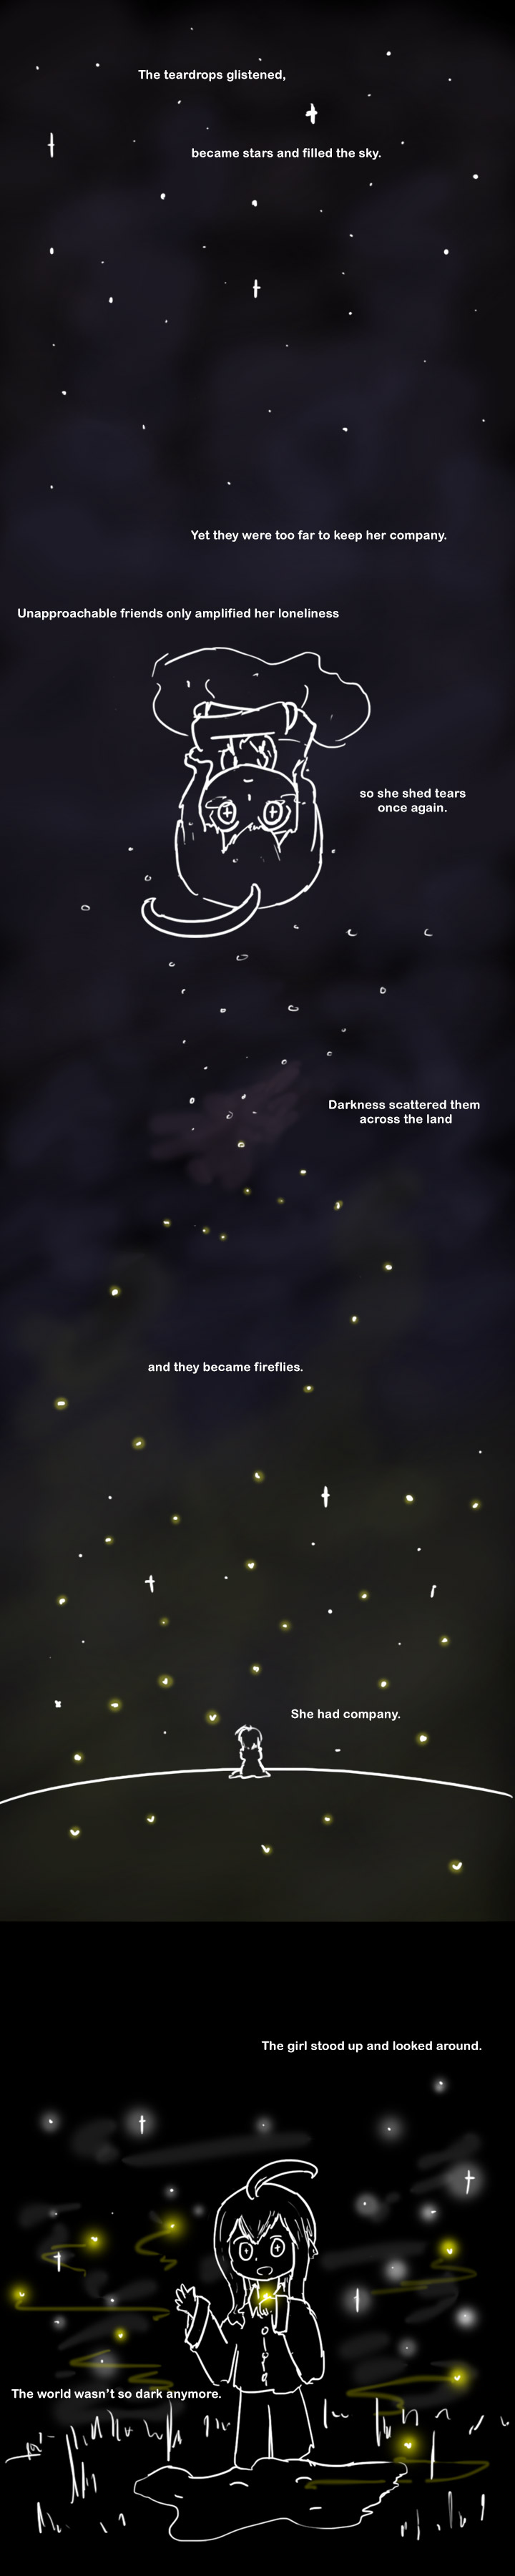 The teardrops glistened,
became stars and filled the sky.
Yet they were too far to keep her company.
Unapproachable friends only amplified her loneliness
so she shed tears
once again.
Darkness scattered them
across the land
and they became fireflies.
She had company.
The girl stood up and looked around.
The world wasn't so dark anymore.